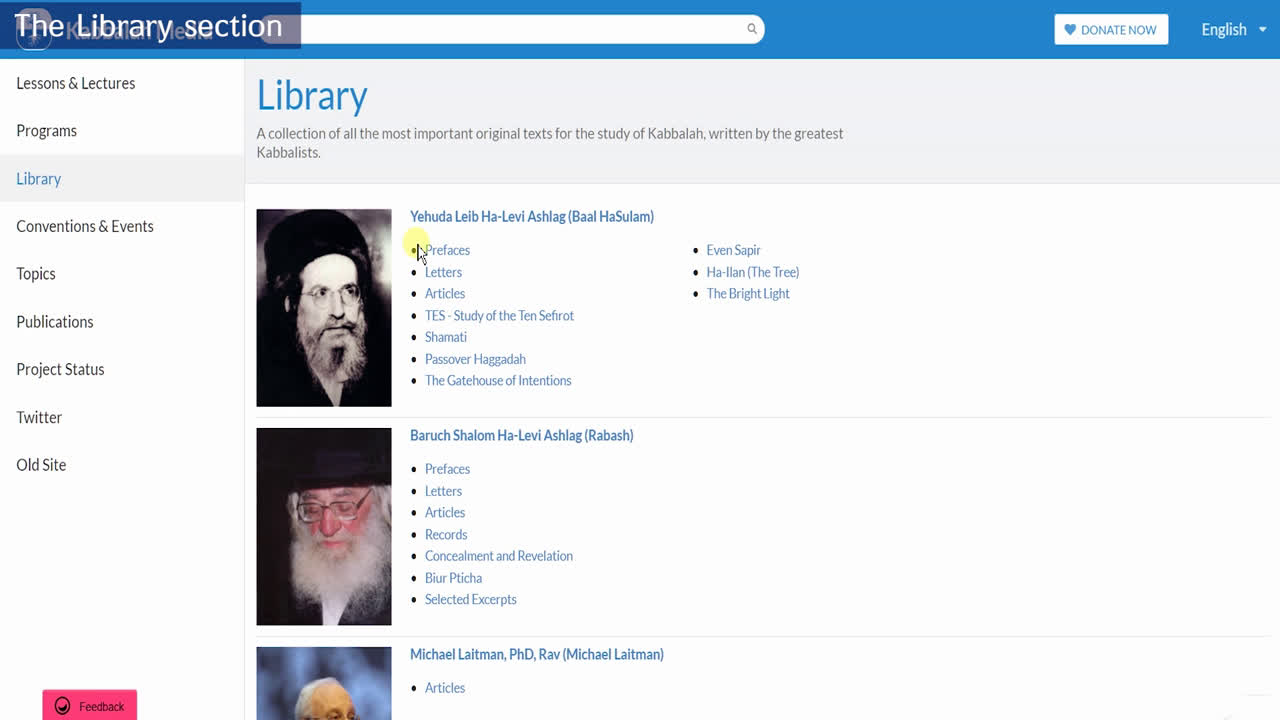 The Library section
Kabbalah Media
DONATE NOW
English
Lessons & Lectures
Programs
Library
Conventions & Events
Topics
Publications
Project Status
Twitter
Old Site
Feedback
Library
A collection of all the most important original texts for the study of Kabbalah, written by the greatest
Kabbalists.
Yehuda Leib Ha-Levi Ashlag (Baal HaSulam)
Prefaces
Letters
Articles
TES - Study of the Ten Sefirot
Shamati
Passover Haggadah
The Gatehouse of Intentions
Even Sapir
Ha-Ilan (The Tree)
The Bright Light
Baruch Shalom Ha-Levi Ashlag (Rabash)
Prefaces
Letters
Articles
Records
Concealment and Revelation
Biur Pticha
Selected Excerpts
Michael Laitman, PhD, Rav (Michael Laitman)
Articles